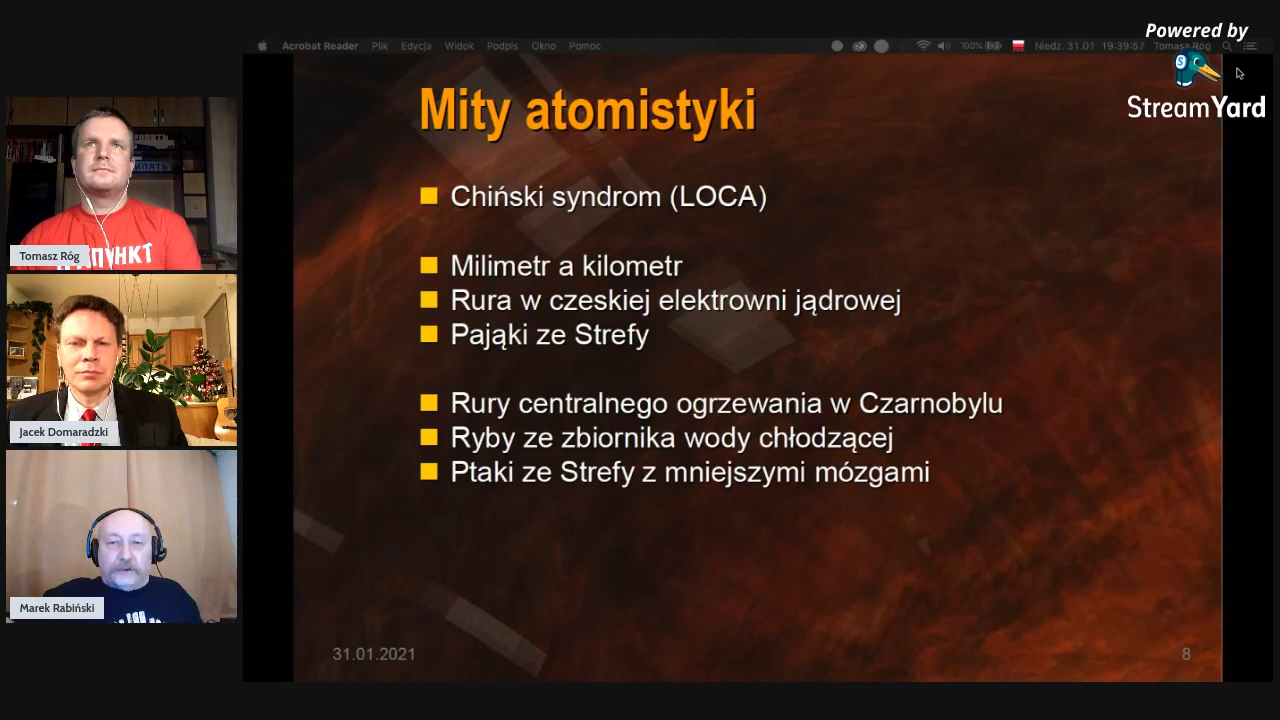 Powered by
StreamYard
Acrobat Reader Plik Edycja Widok Podpis Okno Pomoc
100% Niedz. 31.01 19:39:57 Tomasz Róg
Mity atomistyki
Chiński syndrom (LOCA)
Milimetr a kilometr
Rura w czeskiej elektrowni jądrowej
Pająki ze Strefy
Rury centralnego ogrzewania w Czarnobylu
Ryby ze zbiornika wody chłodzącej
Ptaki ze Strefy z mniejszymi mózgami
31.01.2021
8
Tomasz Róg
Jacek Domaradzki
Marek Rabiński